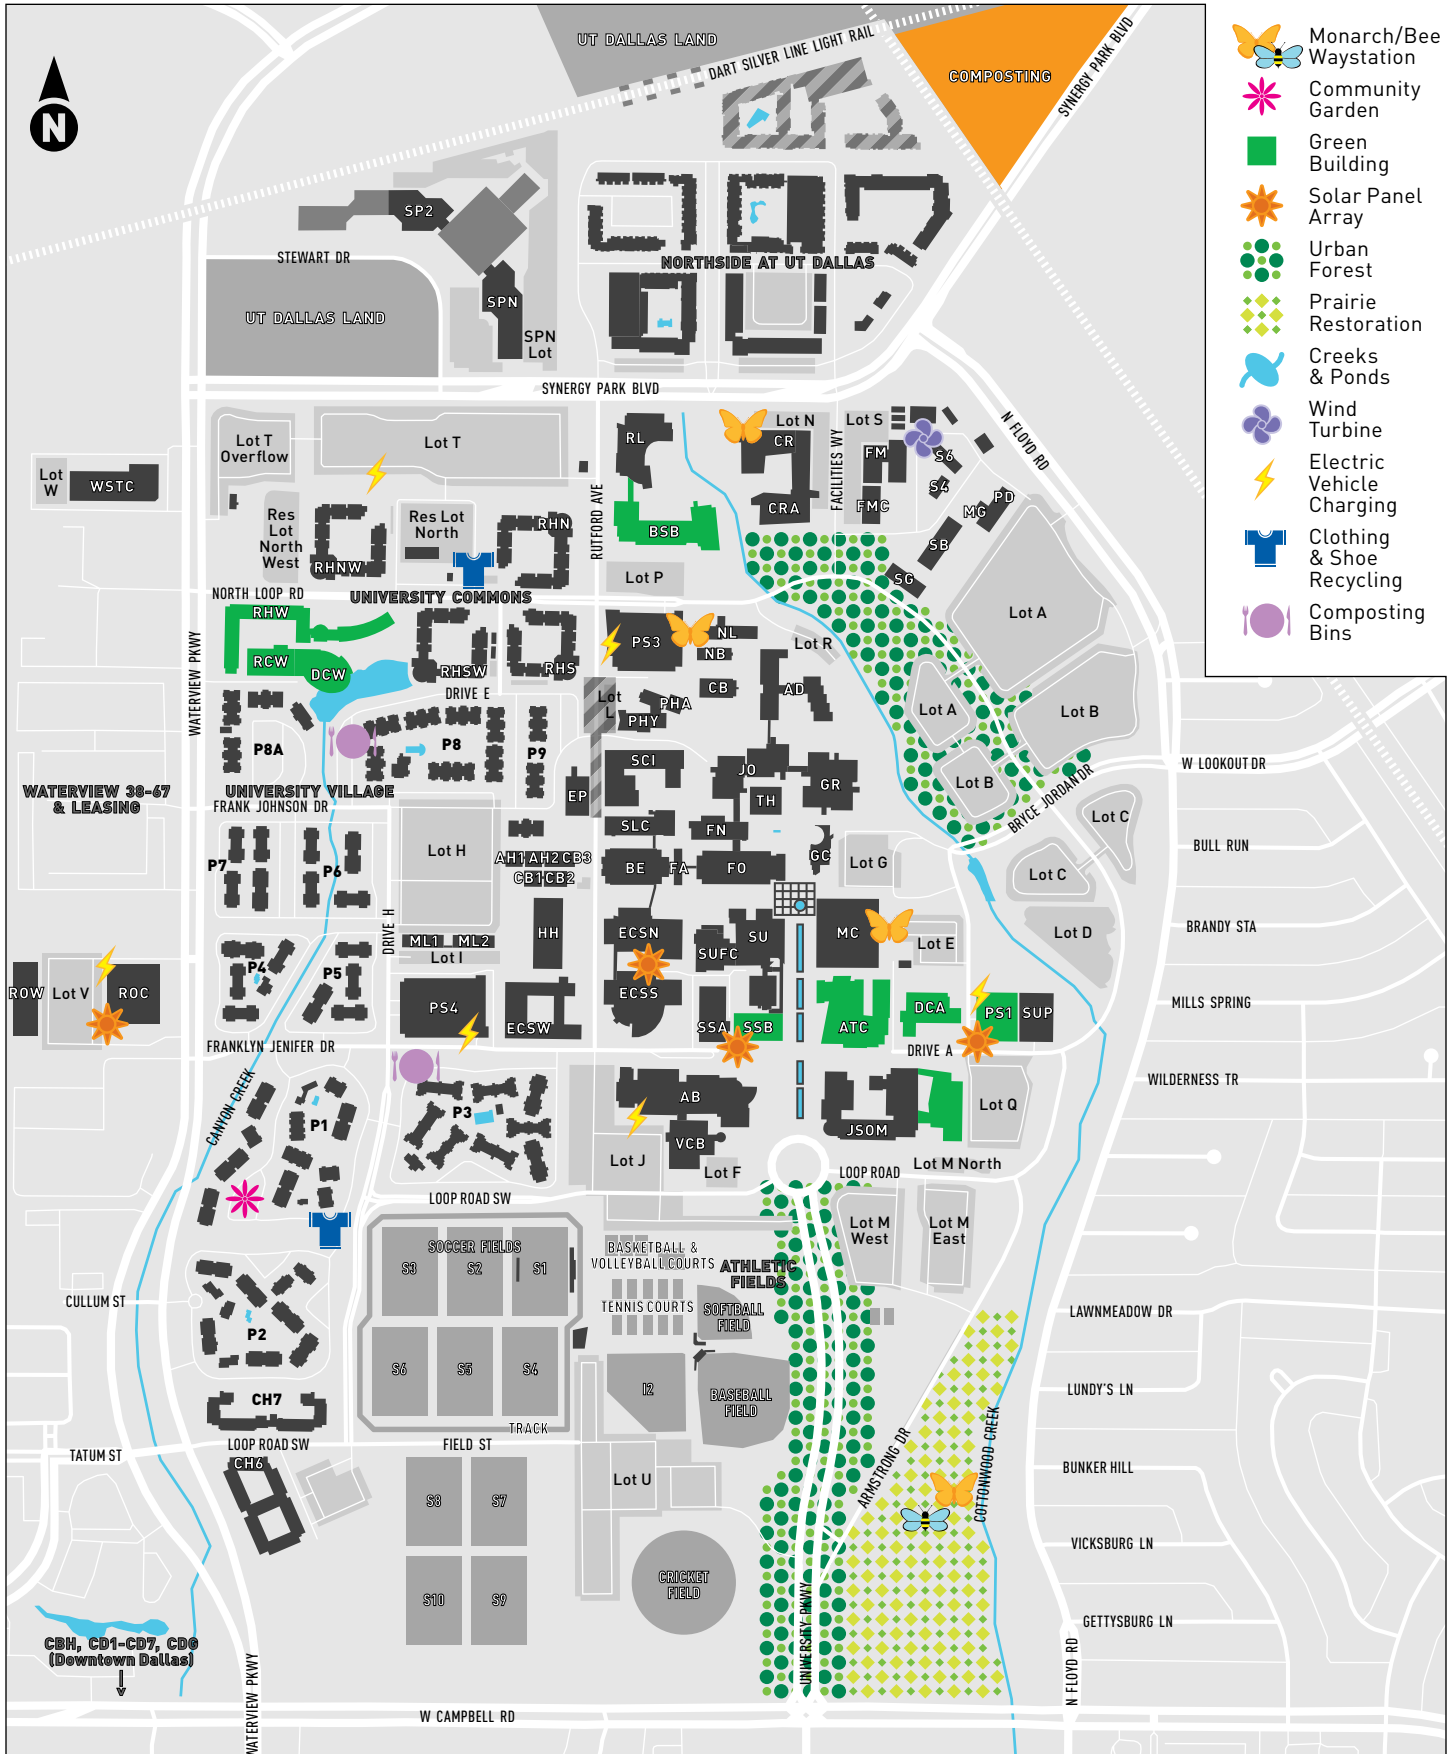 UT DALLAS LAND
DART SILVER LINE LIGHT RAIL
COMPOSTING
SYNERGY PARK BLVD
N
SP2
STEWART DR
NORTHSIDE AT UT DALLAS
SPN
UT DALLAS LAND
SPN
Lot
SYNERGY PARK BLVD
Monarch/Bee
Waystation
Community
Garden
Green
Building
Solar Panel
Array
Urban
Forest
Prairie
Restoration
Creeks
& Ponds
Wind
Turbine
Electric
Vehicle
Charging
Clothing
& Shoe
Recycling
Composting
Bins
Lot T
Overflow
Lot T
RL
CR
Lot N
Lot S
FACILITIES WY
FM
S6
N FLOYD RD
Lot
W
WSTC
S4
PD
CRA
FMC
MG
Res
Lot
North
West
Res Lot
North
RHN
RHNW
RUTFORD AVE
BSB
SB
Lot P
SG
NORTH LOOP RD
UNIVERSITY COMMONS
RHW
Lot A
WATERVIEW PKWY
RCW
DCW
RHSW
RHS
PS3
NL
NB
Lot R
DRIVE E
CB
AD
Lot
L
PHA
PHY
Lot A
Lot B
P8A
P8
P9
SCI
JO
GR
Lot B
W LOOKOUT DR
BRYCE JORDAN DR
WATERVIEW 38-67
& LEASING
UNIVERSITY VILLAGE
FRANK JOHNSON DR
EP
TH
Lot C
SLC
FN
Lot H
BULL RUN
P7
P6
AH1 AH2 CB3
CB1 CB2
BE
FA
FO
GC
Lot G
Lot C
DRIVE H
HH
ECSN
SU
SUFC
MC
Lot E
Lot D
BRANDY STA
ML1
ML2
Lot I
P4
P5
ROW
Lot V
ROC
PS4
ECSW
ECSS
SSA
SSB
ATC
DCA
PS1
SUP
MILLS SPRING
FRANKLYN JENIFER DR
DRIVE A
WILDERNESS TR
CANYON CREEK
P1
P3
AB
VCB
JSOM
Lot Q
Lot J
Lot F
LOOP ROAD
Lot M North
LOOP ROAD SW
Lot M
West
Lot M
East
SOCCER FIELDS
S3
S2
S1
BASKETBALL &
VOLLEYBALL COURTS
ATHLETIC
FIELDS
CULLUM ST
TENNIS COURTS
SOFTBALL
FIELD
LAWNMEADOW DR
P2
S6
S5
S4
I2
BASEBALL
FIELD
LUNDY'S LN
CH7
TRACK
ARMSTRONG DR
COTTONWOOD CREEK
TATUM ST
LOOP ROAD SW
FIELD ST
CH6
Lot U
BUNKER HILL
S8
S7
VICKSBURG LN
CRICKET
FIELD
S10
S9
UNIVERSITY PKWY
GETTYSBURG LN
CBH, CD1-CD7, CDG
(Downtown Dallas)
WATERVIEW PKWY
N FLOYD RD
W CAMPBELL RD